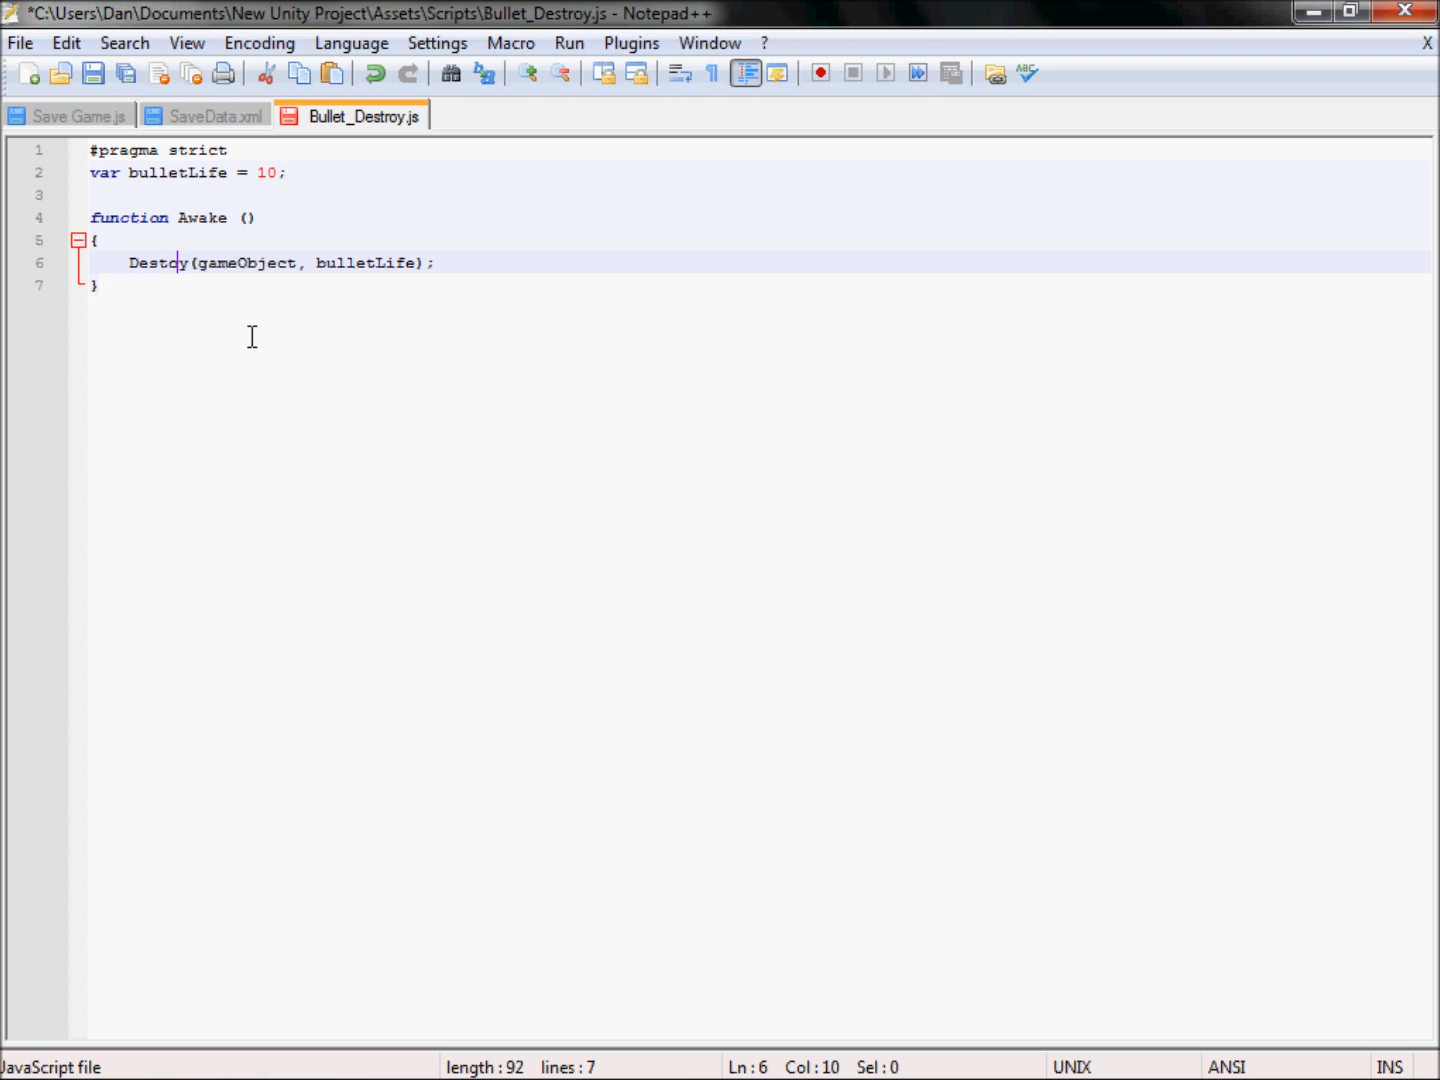 *C:\Users\Dan\Documents\New Unity Project\Assets\Scripts\Bullet_Destroy.js - Notepad++
File Edit Search View Encoding Language Settings Macro Run Plugins Window ? X
Save Game.js SaveData.xml Bullet_Destroy.js
1 #pragma strict
2 var bulletLife = 10;
3
4 function Awake ()
5 {
6 Destoy(gameObject, bulletLife);
7 }
JavaScript file length : 92 lines : 7 Ln : 6 Col : 10 Sel : 0 UNIX ANSI INS